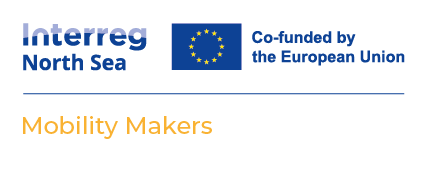 Interreg
North Sea
Co-funded by
the European Union
Mobility Makers